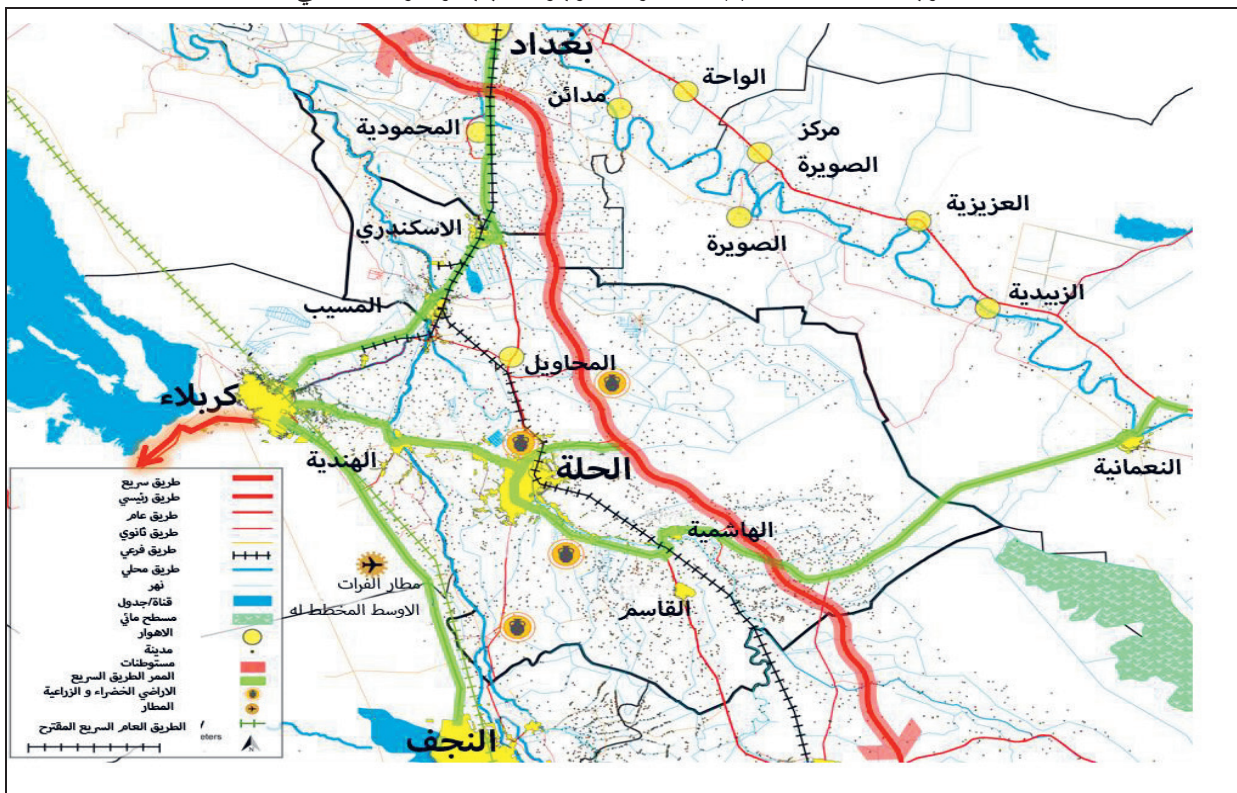 بغداد
الواحة
مدائن
المحمودية
مركز
الصويرة
العزيزية
الاسكندري
الصويرة
الزبيدية
المسيب
المحاويل
كربلاء
الهندية
الحلة
النعمانية
الهاشمية
مطار الفرات
الاوسط المخطط له
القاسم
النجف
طريق سريع
طريق رئيسي
طريق عام
طريق ثانوي
طريق فرعي
طريق محلي
نهر
قناة/جدول
مسطح مائي
الاهوار
مدينة
مستوطنات
الممر الطريق السريع
الاراضي الخضراء و الزراعية
المطار
الطريق العام السريع المقترح
eters